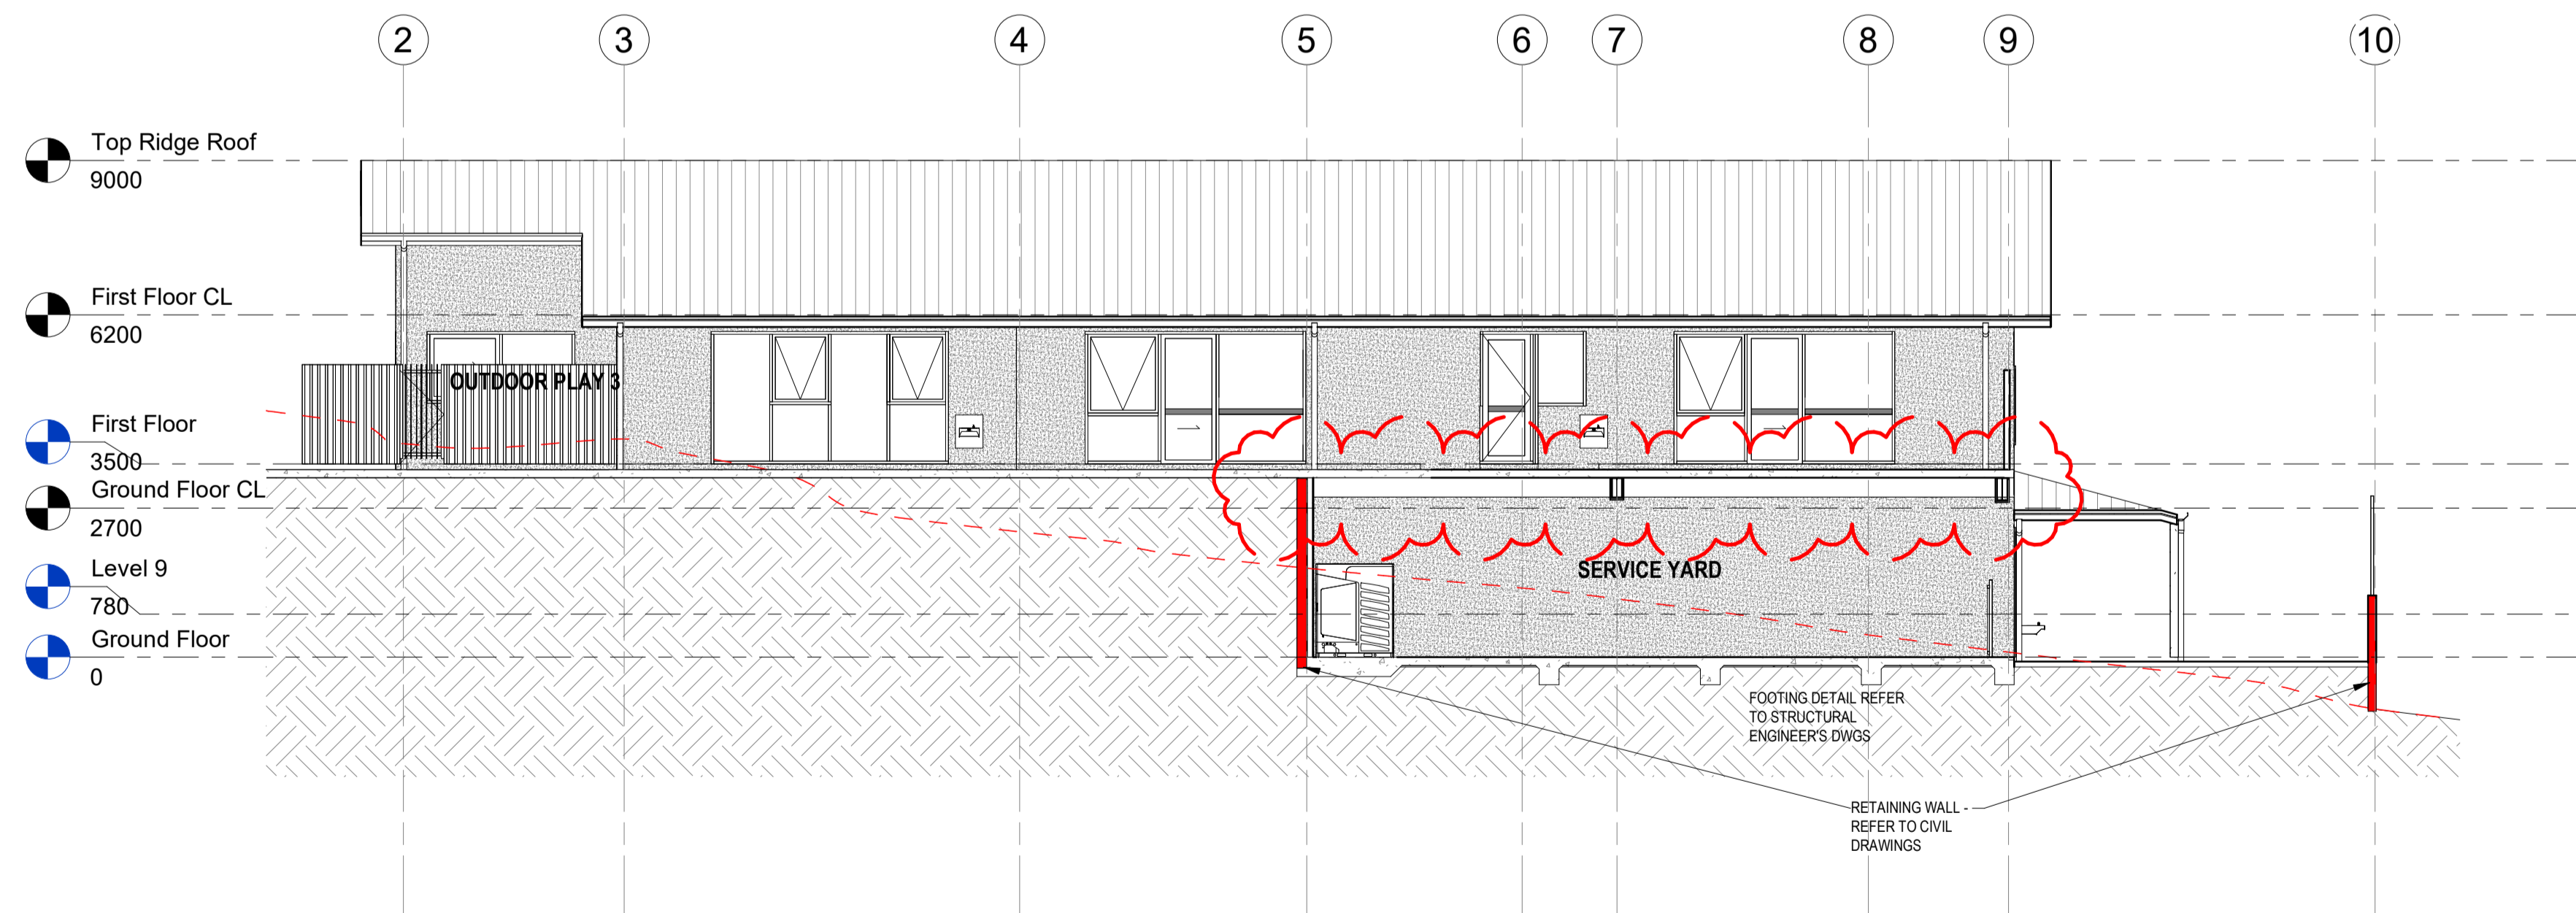 2
3
4
5
6
7
8
9
10
Top Ridge Roof
9000
First Floor CL
6200
OUTDOOR PLAY 3
First Floor
3500
Ground Floor CL
2700
Level 9
780
SERVICE YARD
Ground Floor
0
FOOTING DETAIL REFER
TO STRUCTURAL
ENGINEER'S DWGS
RETAINING WALL -
REFER TO CIVIL
DRAWINGS